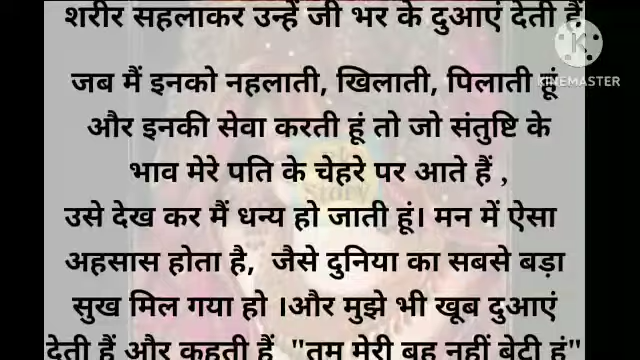 शरीर सहलाकर उन्हें जी भर के दुआएं देती हैं
जब मैं इनको नहलाती, खिलाती, पिलाती हूं
KINEMASTER
और इनकी सेवा करती हूं तो जो संतुष्टि के
भाव मेरे पति के चेहरे पर आते हैं ,
उसे देख कर मैं धन्य हो जाती हूं। मन में ऐसा
अहसास होता है, जैसे दुनिया का सबसे बड़ा
सुख मिल गया हो ।और मुझे भी खूब दुआएं
देती हैं और कहती हैं "तुम मेरी बहू नहीं बेटी हूं"